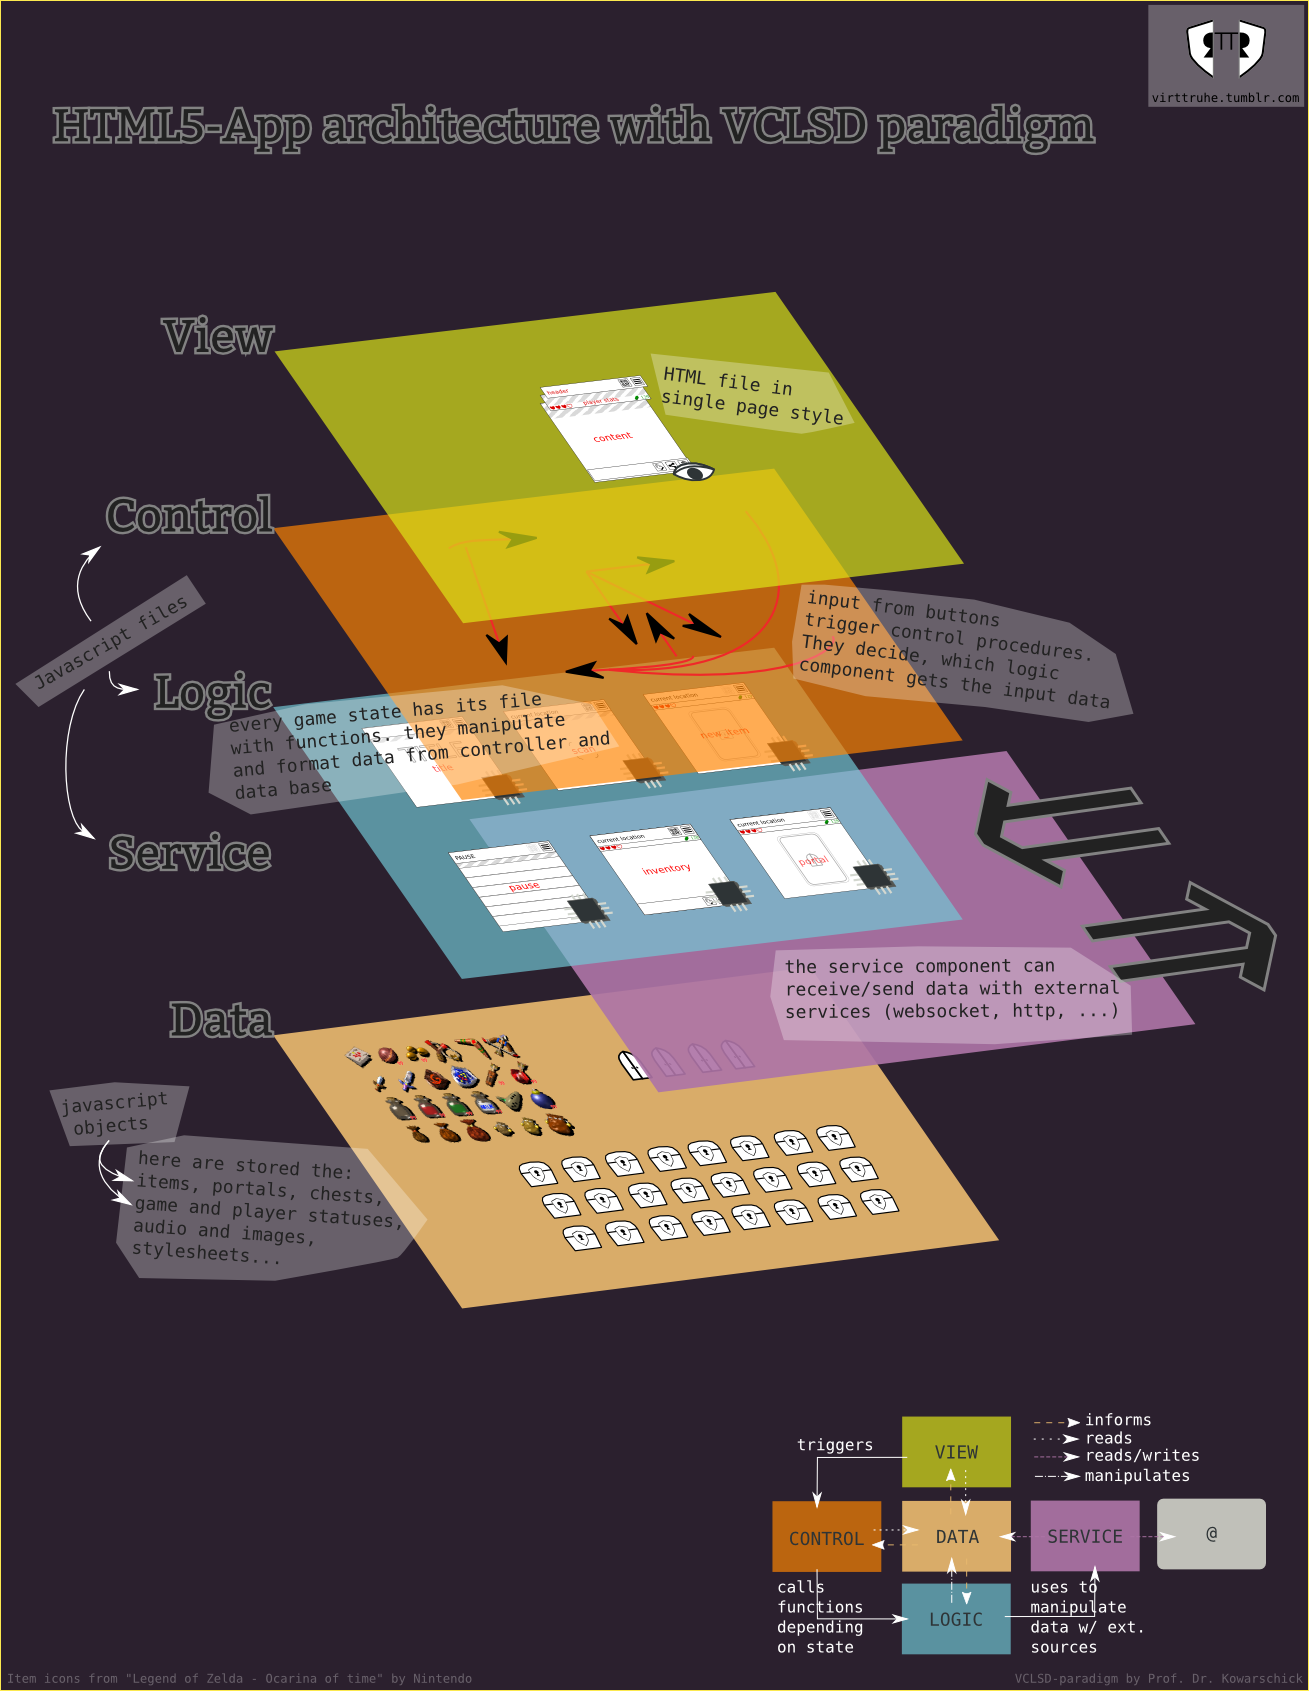 virttruhe.tumblr.com
HTML5-App architecture with VCLSD paradigm
View
header
player stats
content
HTML file in
single page style
Control
Javascript files
input from buttons
trigger control procedures.
They decide, which logic
component gets the input data
Logic
every game state has its file
with functions. they manipulate
and format data from controller and
data base
title
scan
current location
new_item
Service
PAUSE
pause
current location
inventory
current location
portal
the service component can
receive/send data with external
services (websocket, http, ...)
Data
javascript
objects
here are stored the:
items, portals, chests,
game and player statuses,
audio and images,
stylesheets...
informs
reads
reads/writes
manipulates
triggers
VIEW
CONTROL
DATA
SERVICE
@
calls
functions
depending
on state
LOGIC
uses to
manipulate
data w/ ext.
sources
Item icons from "Legend of Zelda - Ocarina of time" by Nintendo
VCLSD-paradigm by Prof. Dr. Kowarschick